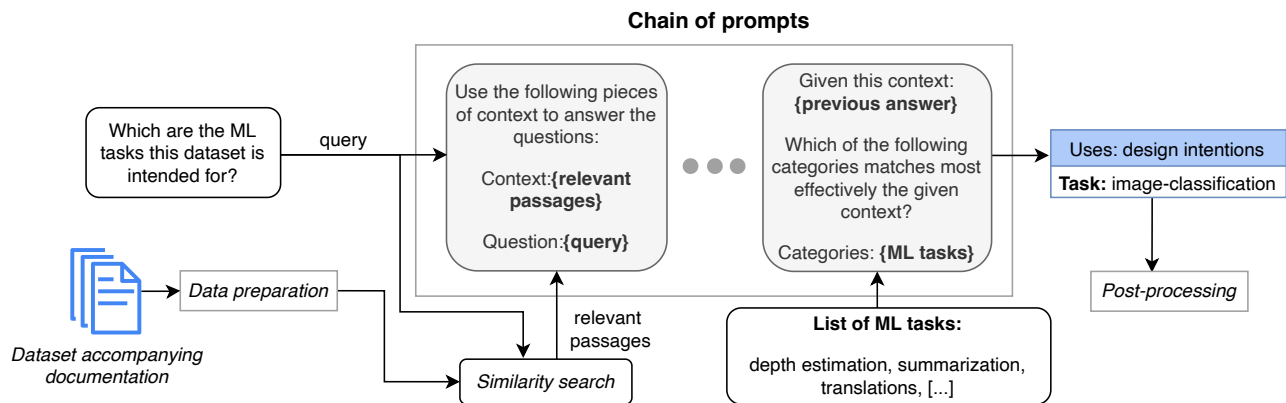 Chain of prompts
Which are the ML
tasks this dataset is
intended for?
query
Use the following pieces
of context to answer the
questions:
Context:{relevant
passages}
Question:{query}
Given this context:
{previous answer}
Which of the following
categories matches most
effectively the given
context?
Categories: {ML tasks}
Uses: design intentions
Task: image-classification
Post-processing
Data preparation
Dataset accompanying
documentation
relevant
passages
Similarity search
List of ML tasks:
depth estimation, summarization,
translations, [...]